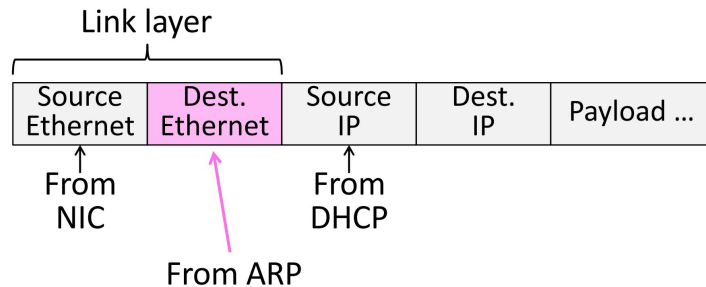 Link layer
Source Ethernet
Dest. Ethernet
Source IP
Dest. IP
Payload ...
From NIC
From DHCP
From ARP